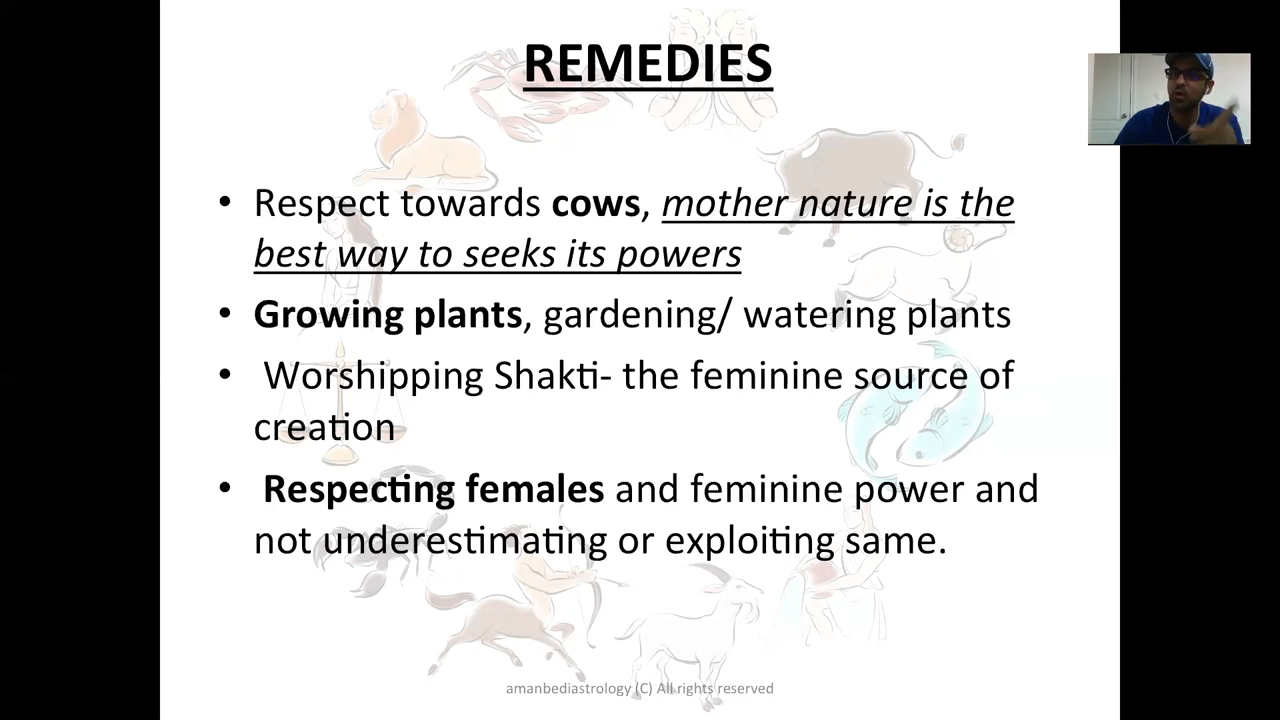 REMEDIES
• Respect towards cows, mother nature is the
best way to seeks its powers
• Growing plants, gardening/ watering plants
• Worshipping Shakti- the feminine source of
creation
• Respecting females and feminine power and
not underestimating or exploiting same.
amanbediastrology (C) All rights reserved